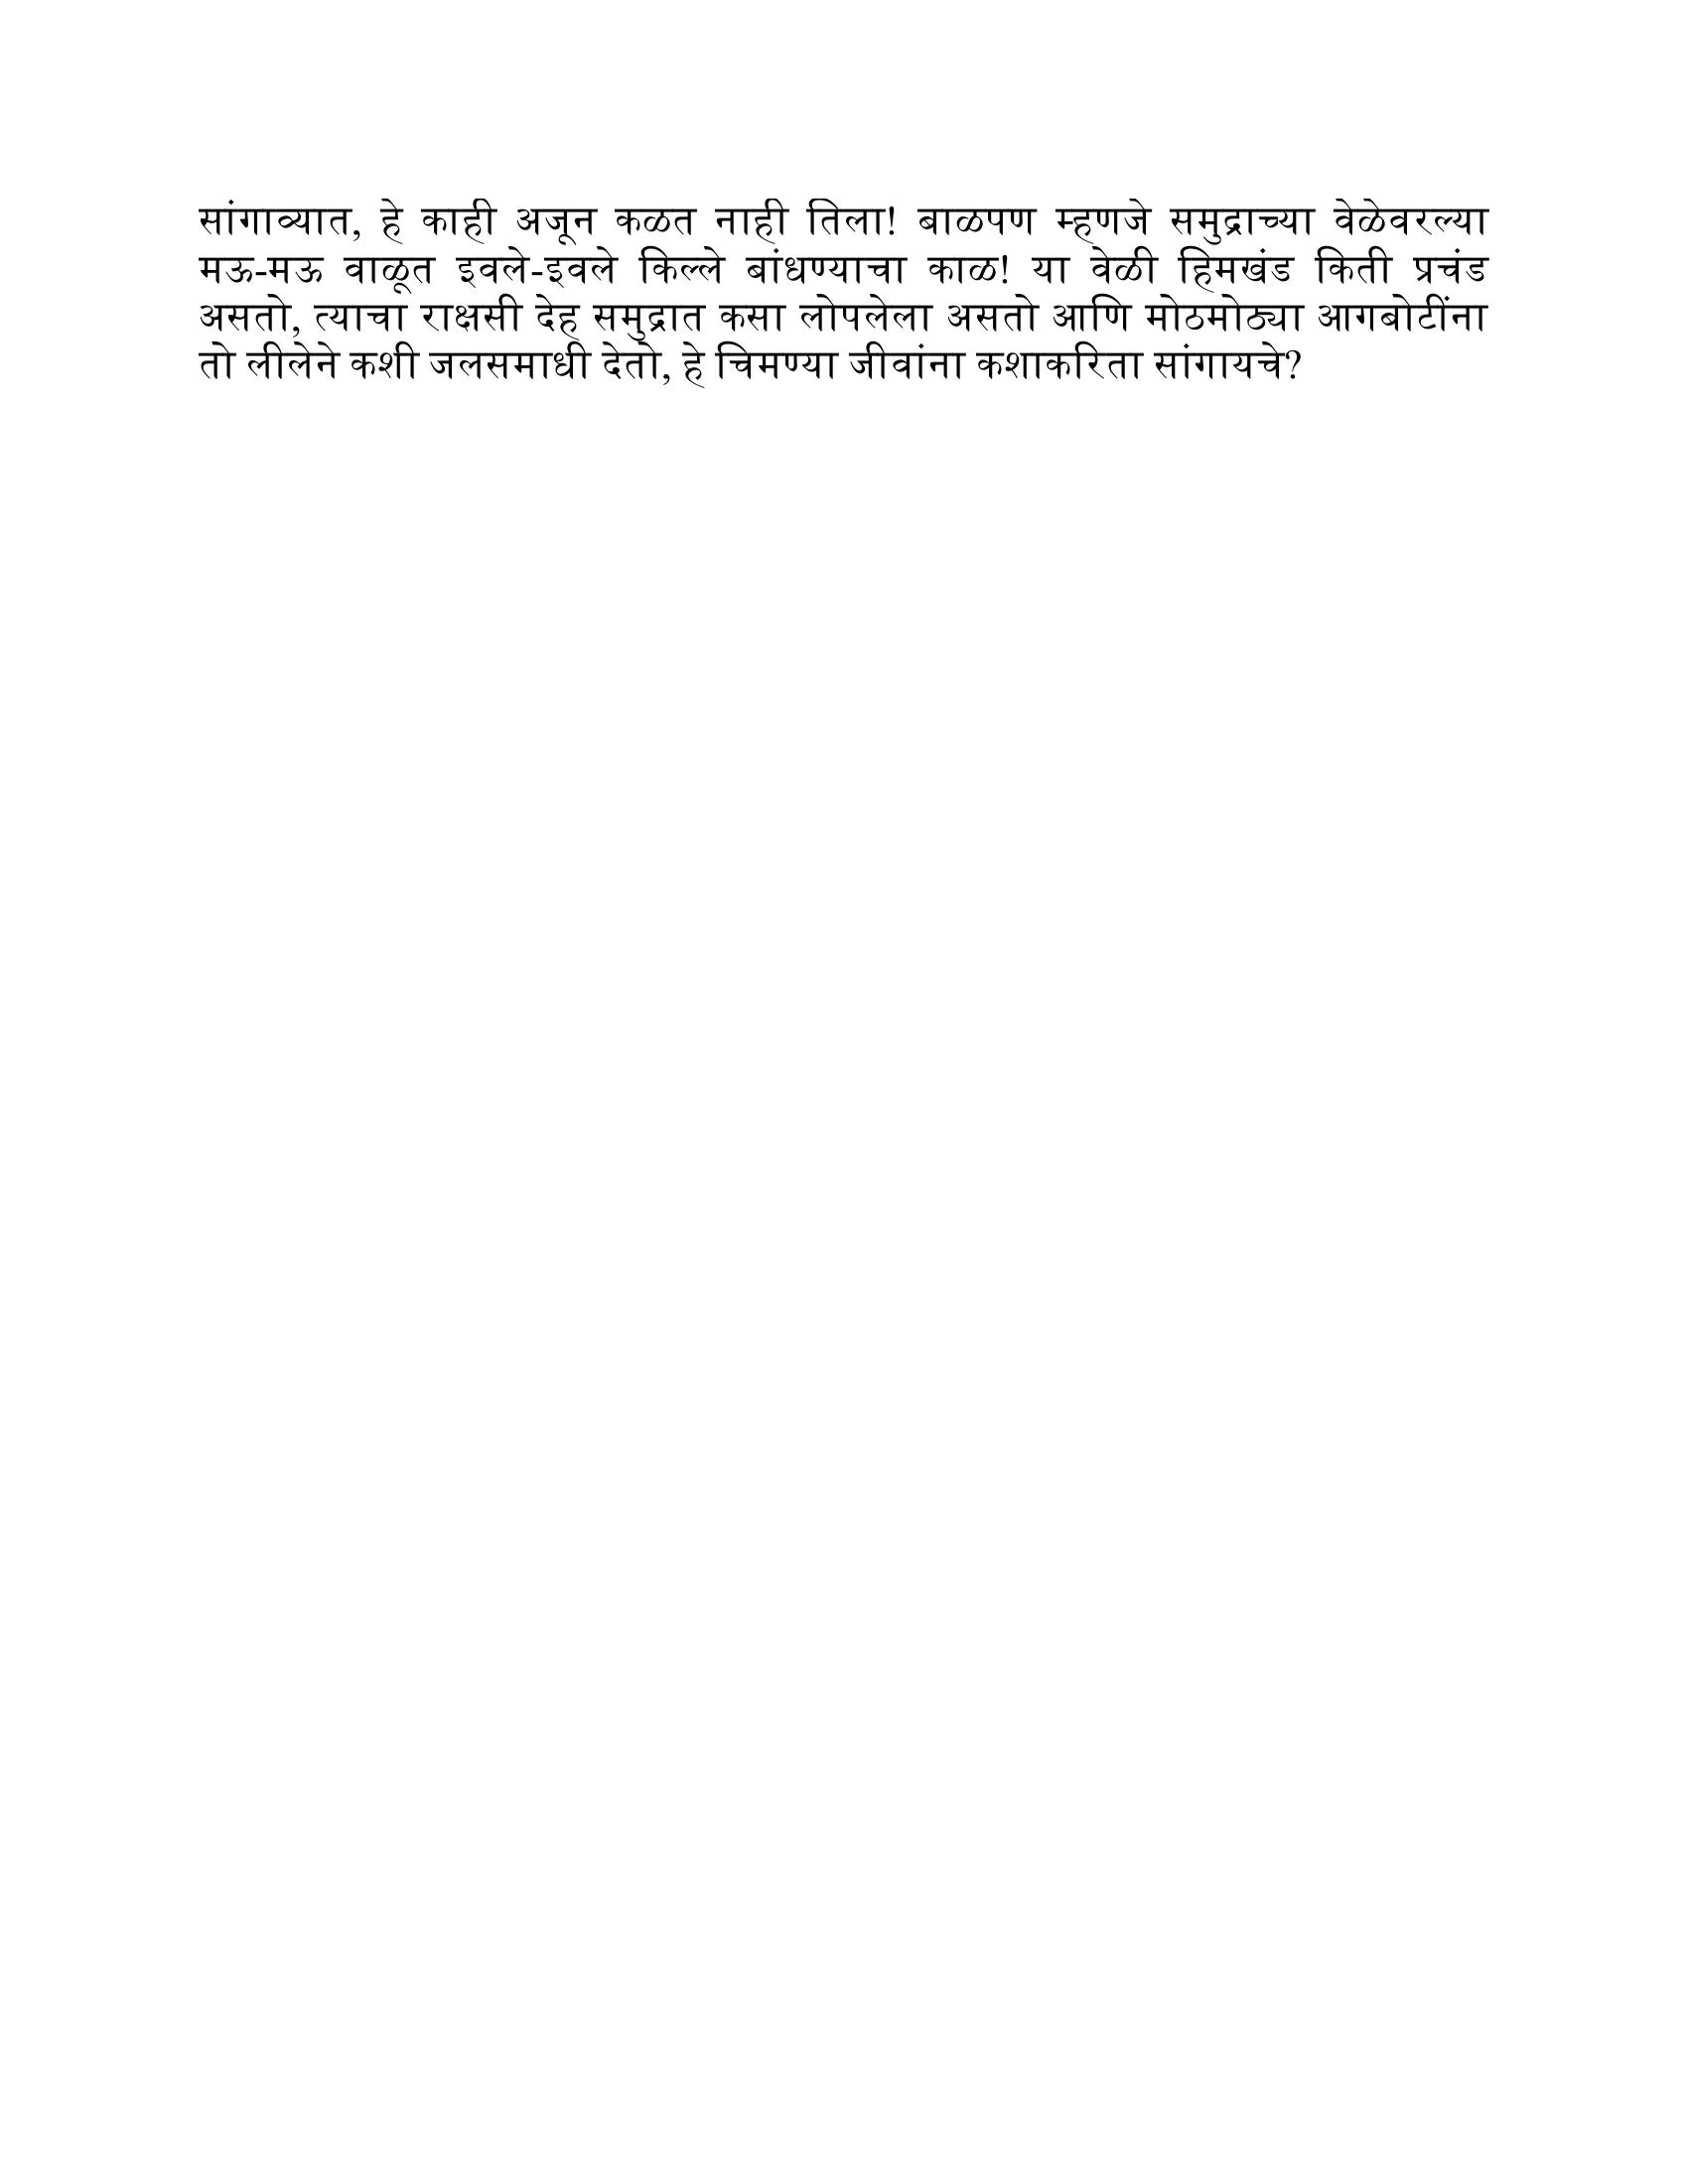 सांगाव्यात, हे काही अजून कळत नाही तिला! बाळपण म्हणजे समुद्राच्या वेळेवरल्या
मऊ-मऊ वाळूत इवले-इवले किल्ले बांधण्याचा काळ! या वेळी हिमखंड किती प्रचंड
असतो, त्याचा राक्षसी देह समुद्रात कसा लोपलेला असतो आणि मोठमोठ्या आगबोटींना
तो लीलेने कशी जलसमाधी देतो, हे चिमण्या जीवांना कशाकरिता सांगायचे?